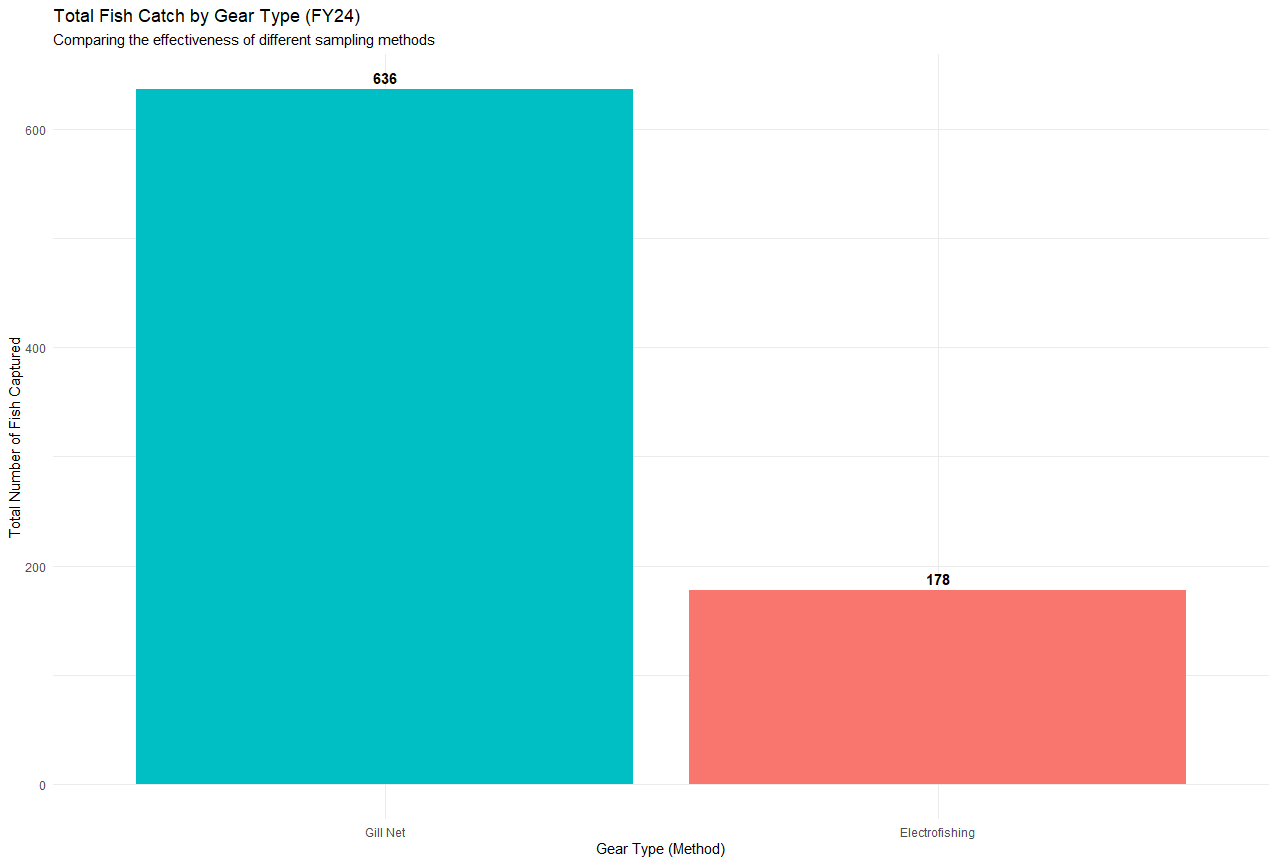 Total Fish Catch by Gear Type (FY24)
Comparing the effectiveness of different sampling methods
636
600
400
200
178
0
Total Number of Fish Captured
Gill Net
Electrofishing
Gear Type (Method)